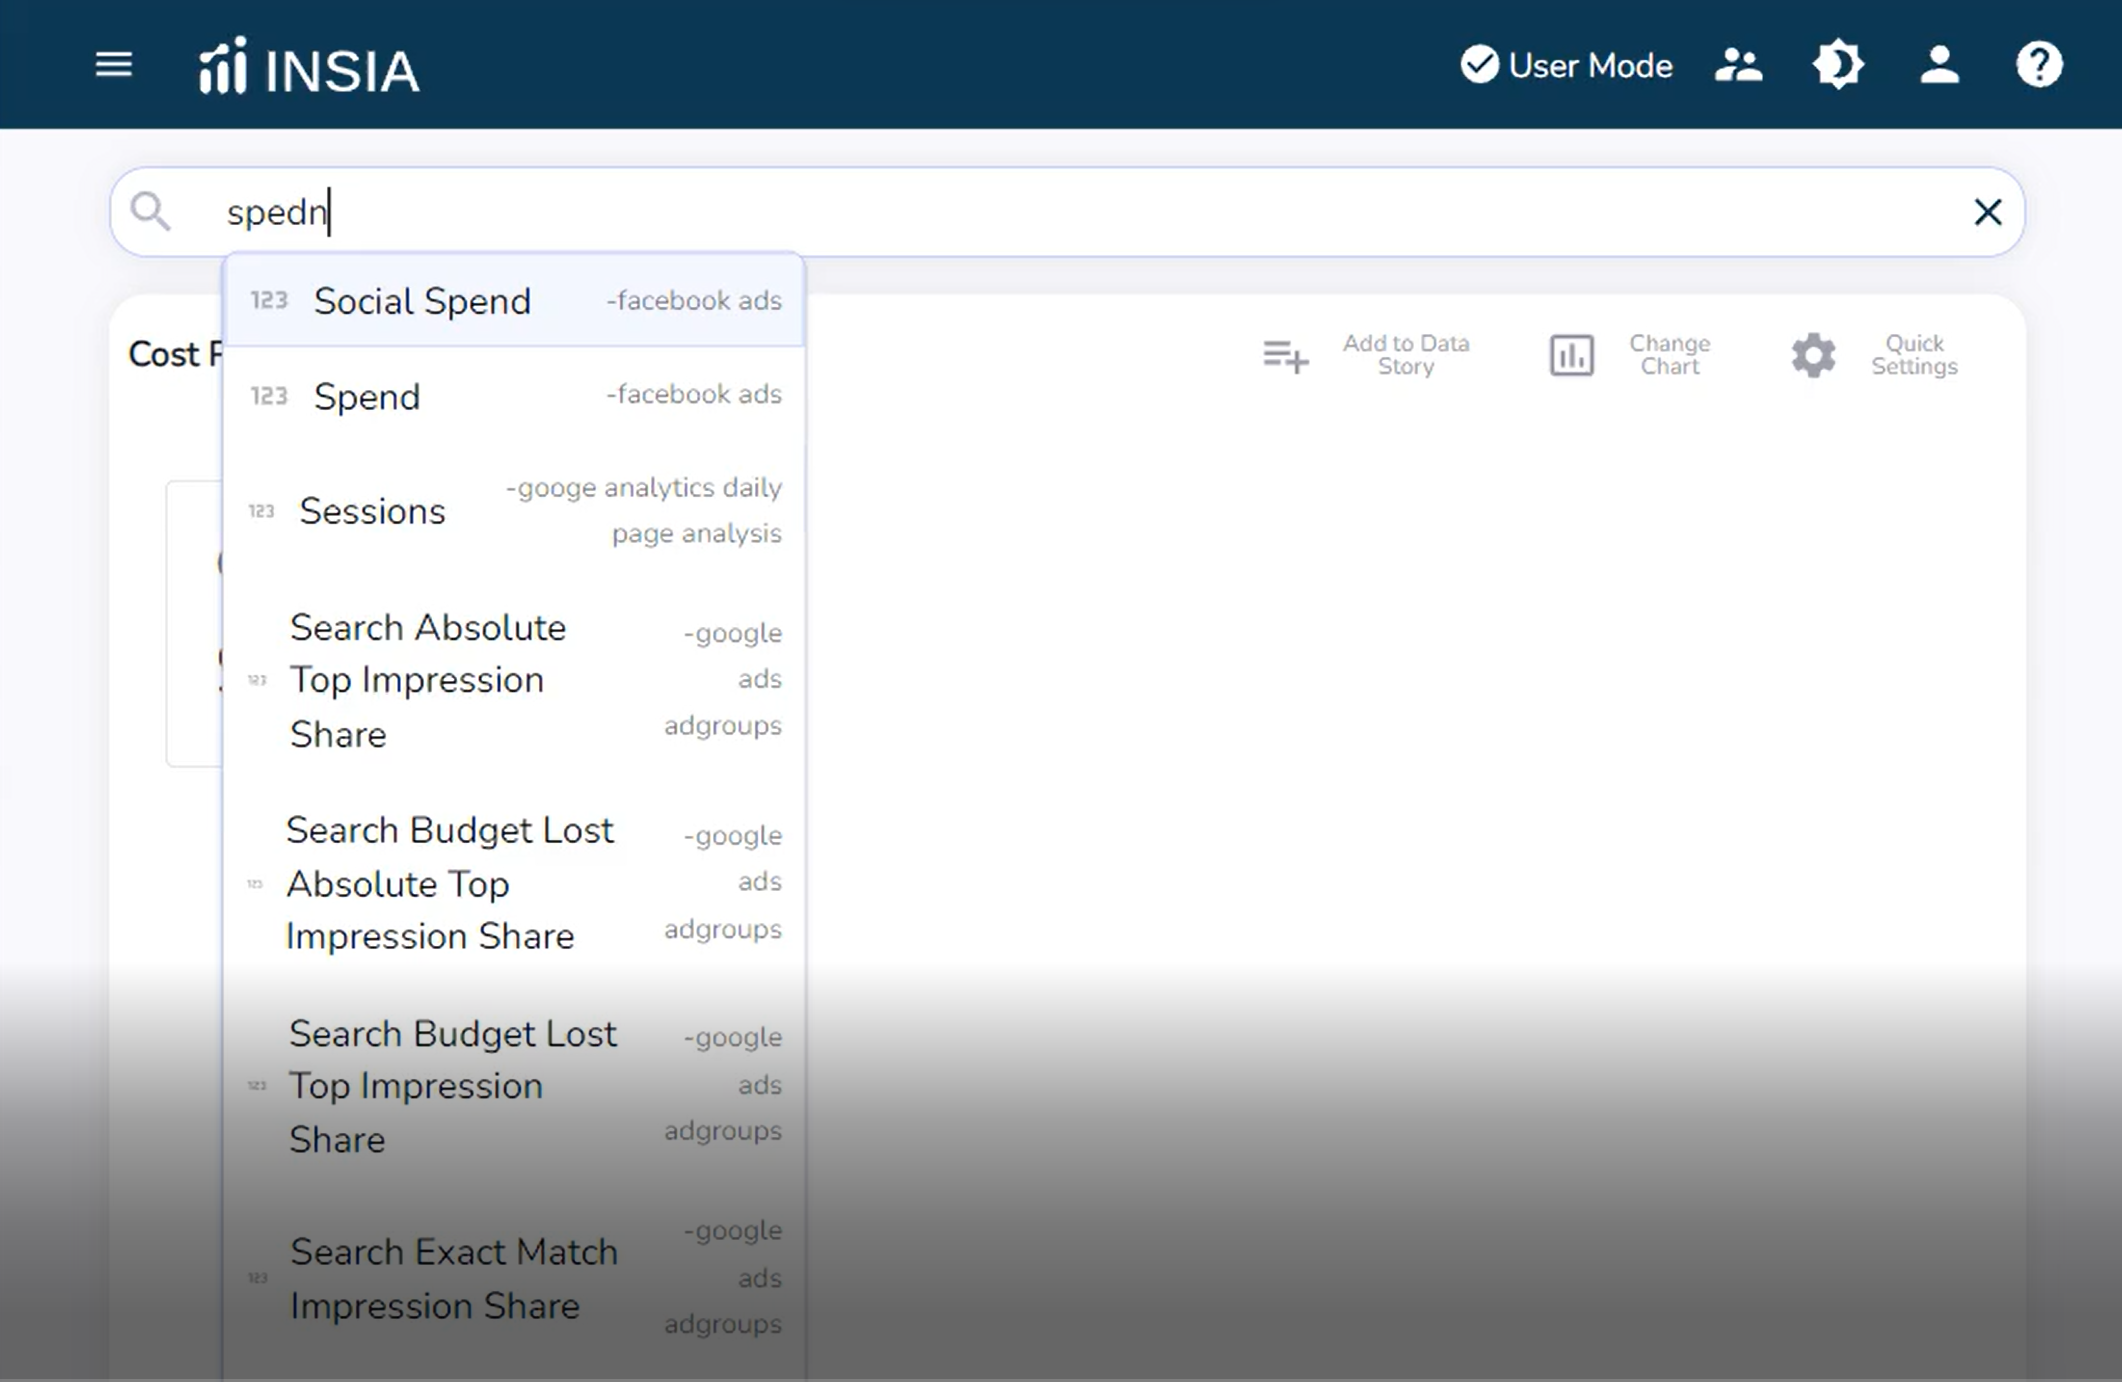 INSIA
User Mode
spedn
123 Social Spend -facebook ads
Cost
Add to Data
Story
Change
Chart
Quick
Settings
123 Spend -facebook ads
123 Sessions -googe analytics daily
page analysis
Search Absolute -google
123 Top Impression ads
Share adgroups
Search Budget Lost -google
123 Absolute Top ads
Impression Share adgroups
Search Budget Lost -google
123 Top Impression ads
Share adgroups
-google
Search Exact Match
123 ads
Impression Share
adgroups